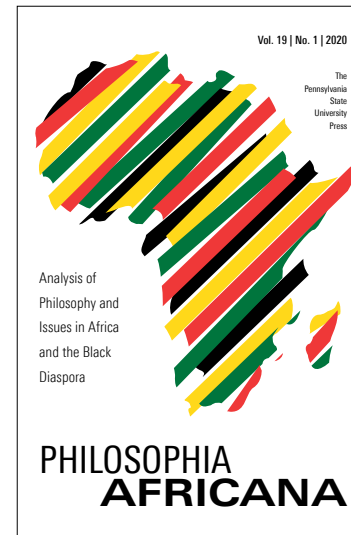 Vol. 19 | No. 1 | 2020
The
Pennsylvania
State
University
Press
Analysis of
Philosophy and
Issues in Africa
and the Black
Diaspora
PHILOSOPHIA
AFRICANA